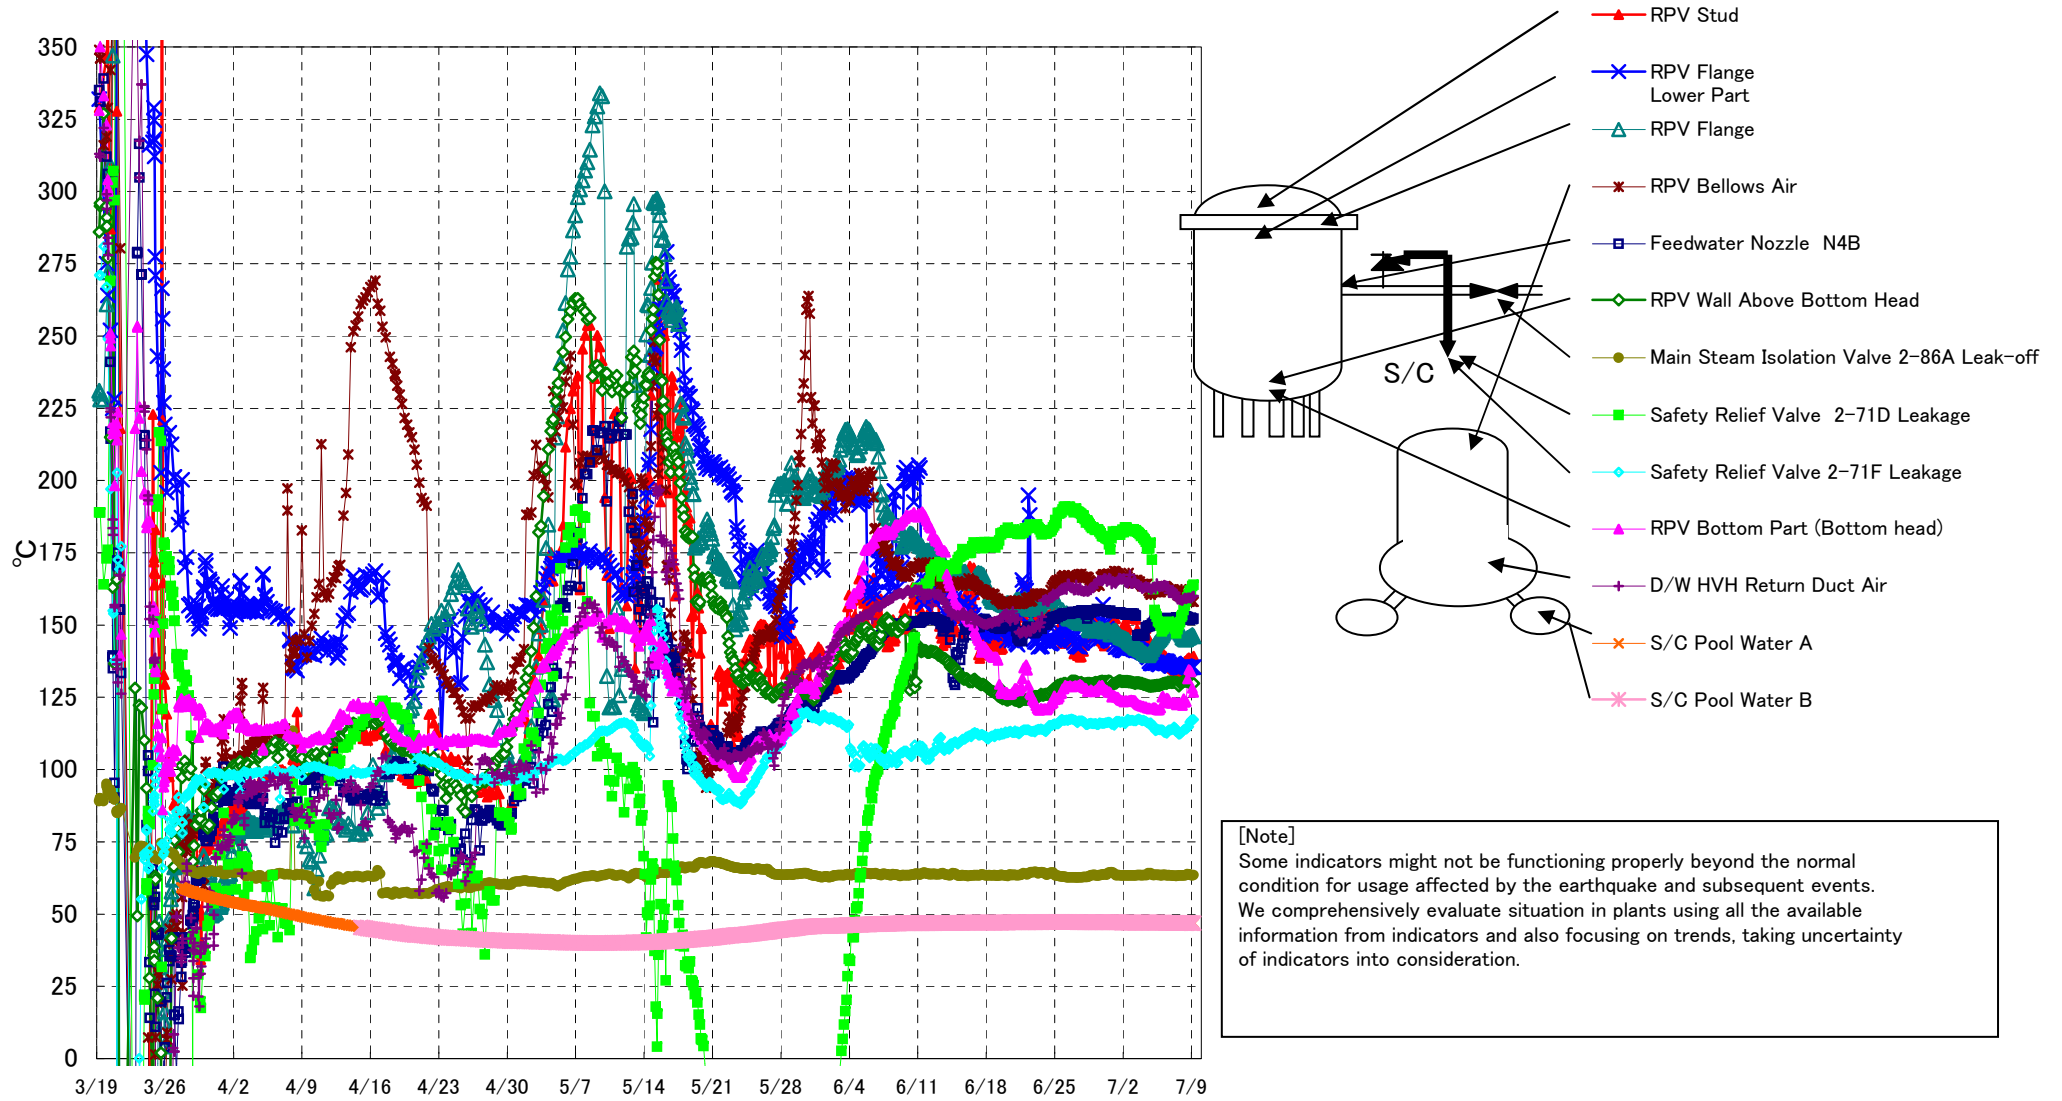 350
325
300
275
250
225
200
175
150
125
100
75
50
25
0
℃
3/19 3/26 4/2 4/9 4/16 4/23 4/30 5/7 5/14 5/21 5/28 6/4 6/11 6/18 6/25 7/2 7/9
RPV Stud
RPV Flange
Lower Part
RPV Flange
RPV Bellows Air
Feedwater Nozzle N4B
RPV Wall Above Bottom Head
Main Steam Isolation Valve 2-86A Leak-off
Safety Relief Valve 2-71D Leakage
Safety Relief Valve 2-71F Leakage
RPV Bottom Part (Bottom head)
D/W HVH Return Duct Air
S/C Pool Water A
S/C Pool Water B
S/C
[Note]
Some indicators might not be functioning properly beyond the normal
condition for usage affected by the earthquake and subsequent events.
We comprehensively evaluate situation in plants using all the available
information from indicators and also focusing on trends, taking uncertainty
of indicators into consideration.